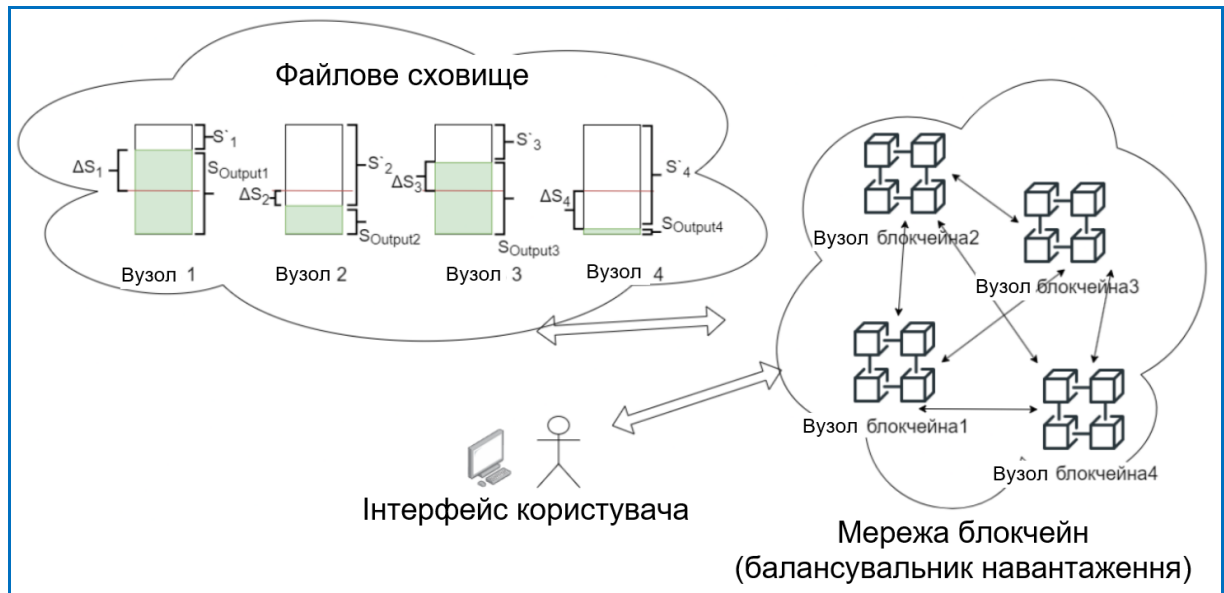 Файлове сховище
S`1
ΔS1
SOutput1
Вузол 1
S`2
ΔS2
SOutput2
Вузол 2
S`3
ΔS3
SOutput3
Вузол 3
S`4
ΔS4
SOutput4
Вузол 4
Вузол блокчейна2
Вузол блокчейна3
Вузол блокчейна1
Вузол блокчейна4
Інтерфейс користувача
Мережа блокчейн
(балансувальник навантаження)